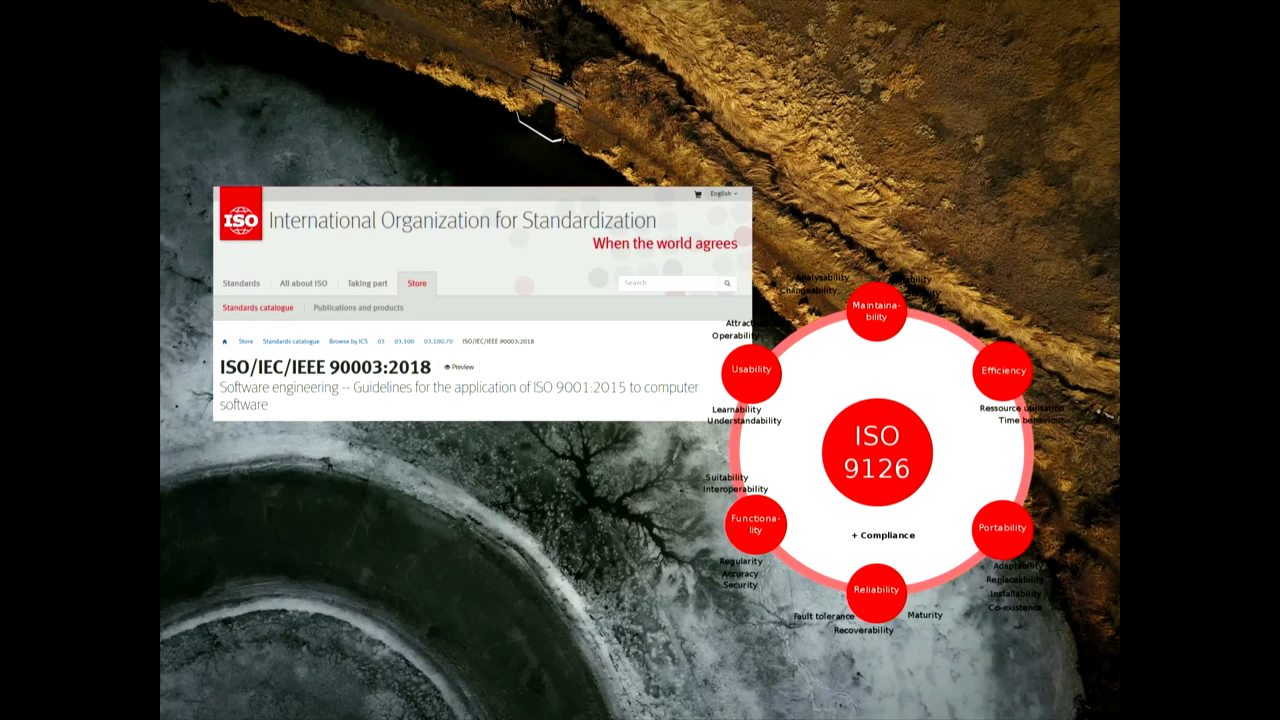 English
ISO
International Organization for Standardization
When the world agrees
Standards
All about ISO
Taking part
Store
Search
Standards catalogue
Publications and products
Store
Standards catalogue
Browse by ICS
03
03.100
03.100.70
ISO/IEC/IEEE 90003:2018
ISO/IEC/IEEE 90003:2018
Preview
Software engineering -- Guidelines for the application of ISO 9001:2015 to computer
software
Analysability
Changeability
Maintaina-
bility
Operability
Usability
Learnability
Understandability
Efficiency
Ressource utilisation
Time behaviour
ISO
9126
Suitability
Interoperability
Functiona-
lity
Regularity
Accuracy
Security
+ Compliance
Portability
Adaptability
Replaceability
Installability
Co-existence
Reliability
Fault tolerance
Maturity
Recoverability